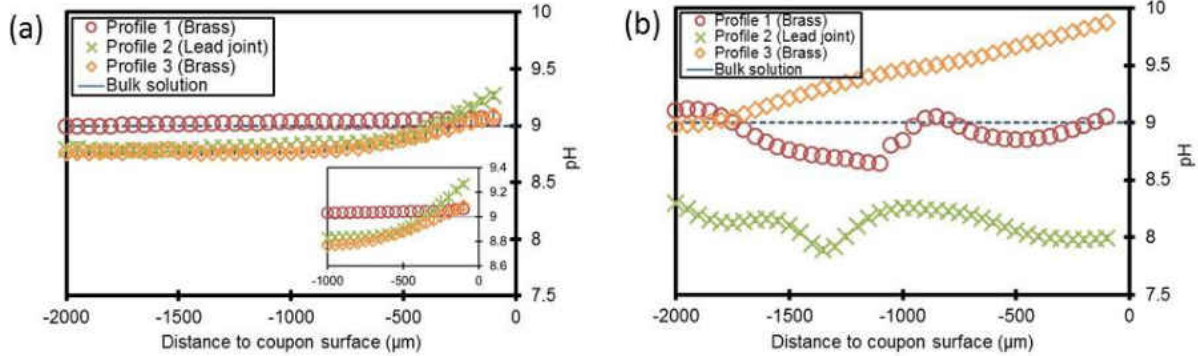 (a)
Profile 1 (Brass)
Profile 2 (Lead joint)
Profile 3 (Brass)
Bulk solution
10
9.5
9
8.5
8
7.5
pH
9.4
9.2
9
8.8
8.6
-1000
-500
0
-2000
-1500
-1000
-500
0
Distance to coupon surface (µm)
(b)
Profile 1 (Brass)
Profile 2 (Lead joint)
Profile 3 (Brass)
Bulk solution
10
9.5
9
8.5
8
7.5
pH
-2000
-1500
-1000
-500
0
Distance to coupon surface (µm)